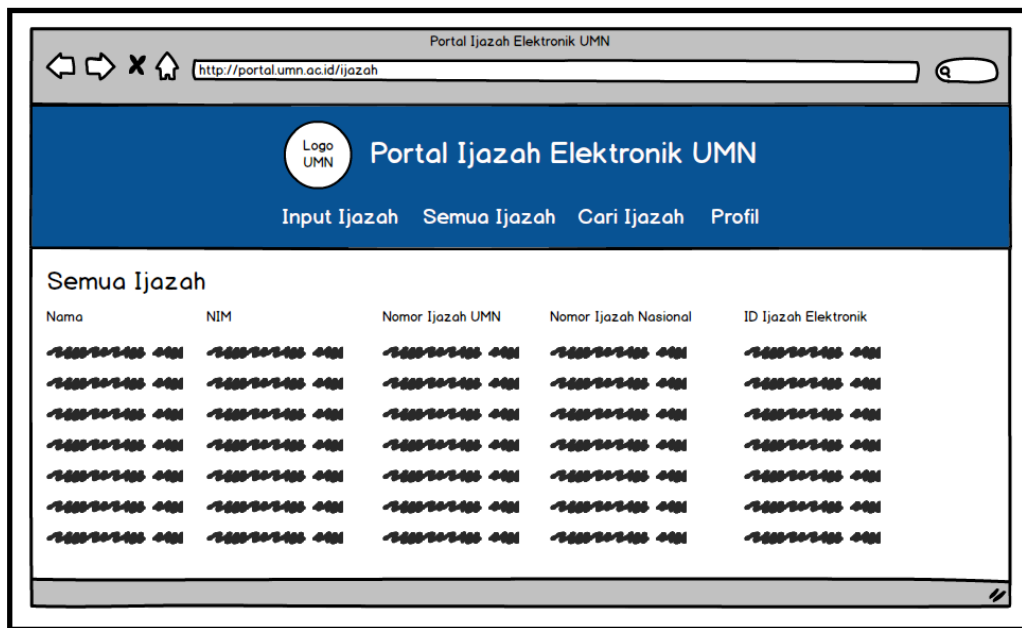 Portal Ijazah Elektronik UMN
http://portal.umn.ac.id/ijazah
Logo
UMN
Portal Ijazah Elektronik UMN
Input Ijazah Semua Ijazah Cari Ijazah Profil
Semua Ijazah
Nama NIM Nomor Ijazah UMN Nomor Ijazah Nasional ID Ijazah Elektronik